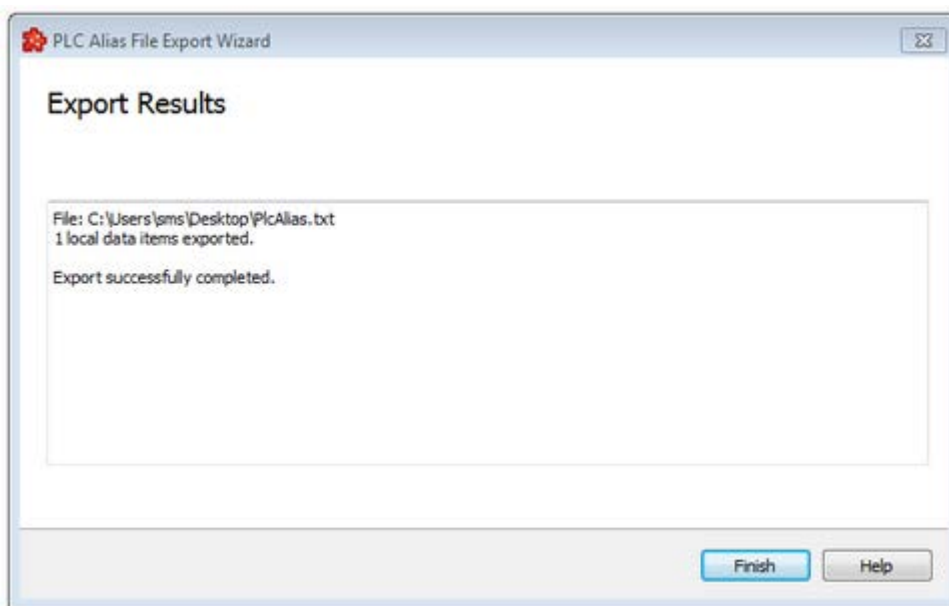 PLC Alias File Export Wizard
Export Results
File: C:\Users\sms\Desktop\PlcAlias.txt
1 local data items exported.
Export successfully completed.
Finish
Help